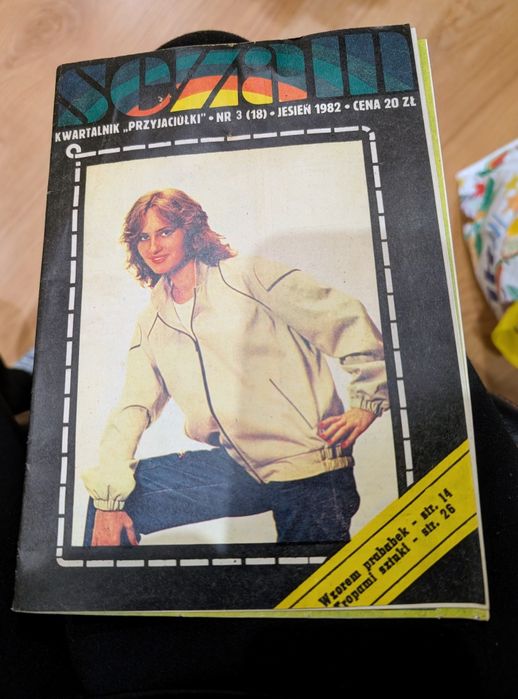 sezam
KWARTALNIK „PRZYJACIÓŁKI” • NR 3 (18) • JESIEŃ 1982 • CENA 20 ZŁ
Wzorem prababek - str. 14
Tropami sztuki - str. 26